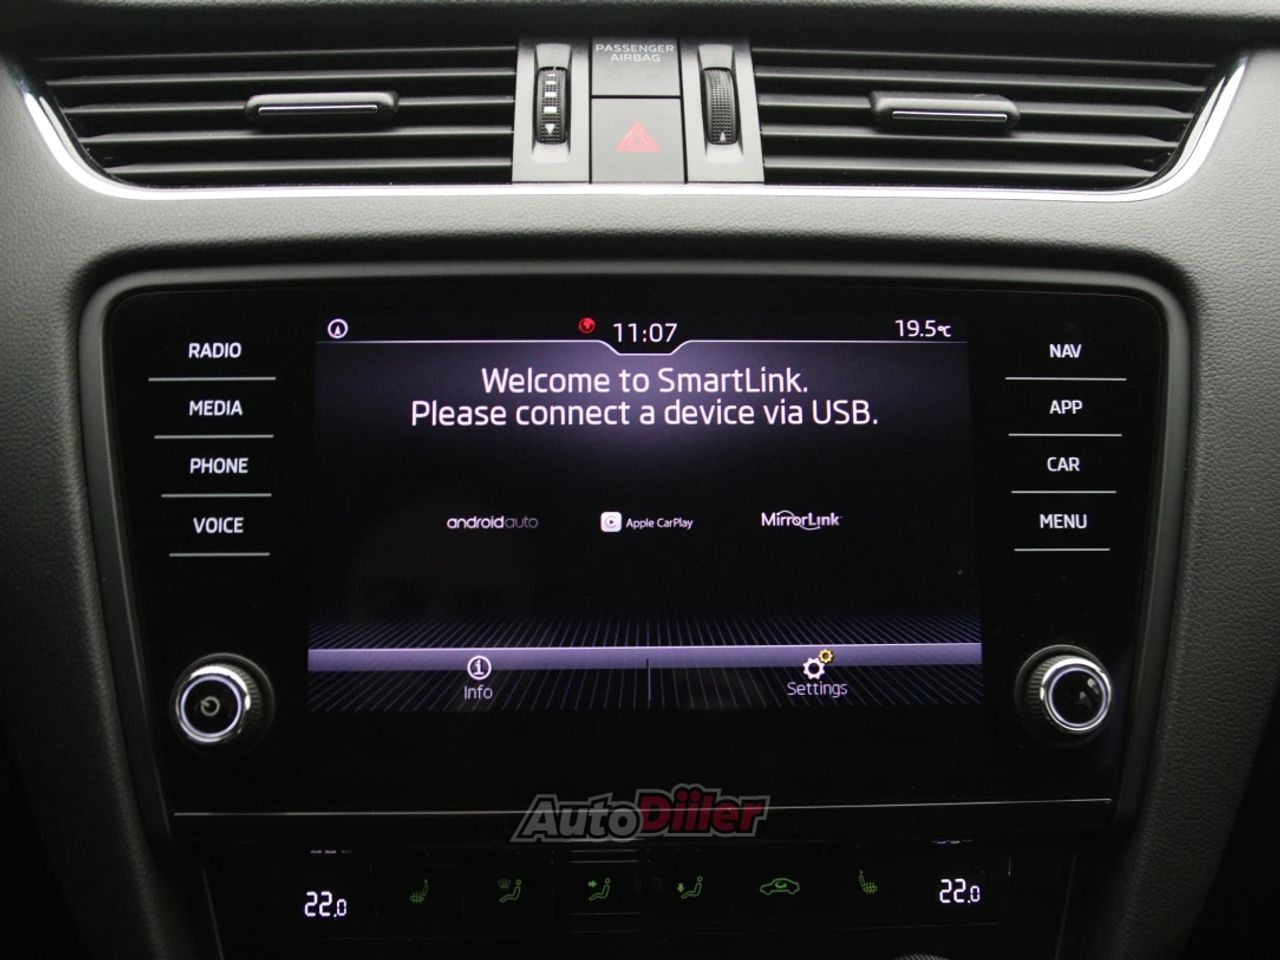 PASSENGER
AIRBAG
11:07
19.5°C
RADIO
MEDIA
PHONE
VOICE
Welcome to SmartLink.
Please connect a device via USB.
androidauto
Apple CarPlay
MirrorLink
NAV
APP
CAR
MENU
Info
Settings
AutoDiiler
22.0
22.0